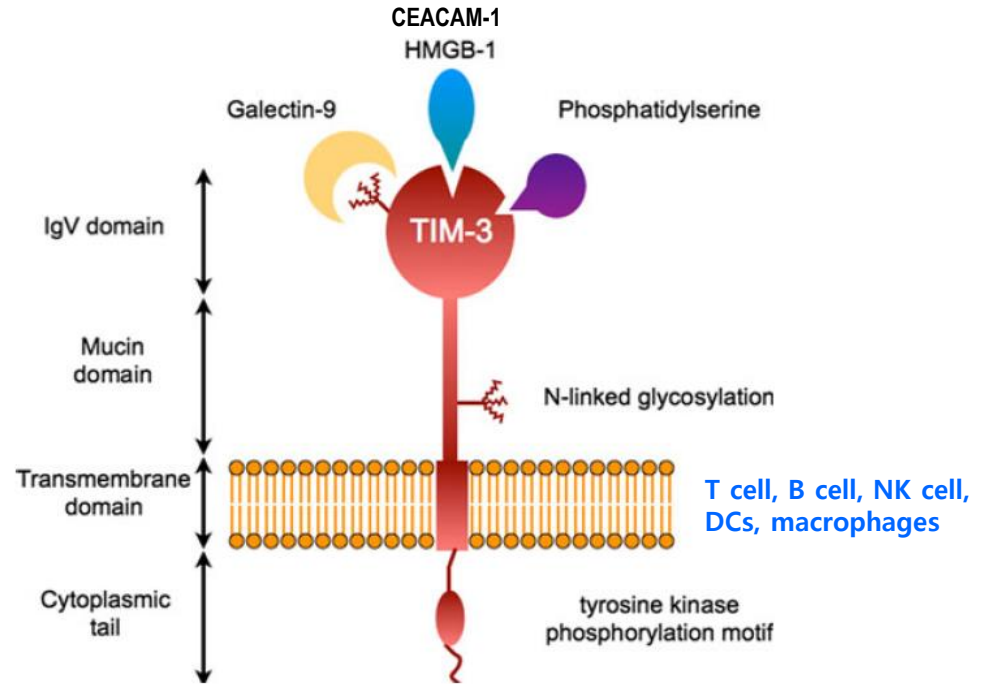 CEACAM-1
HMGB-1
Galectin-9
Phosphatidylserine
TIM-3
IgV domain
Mucin
domain
N-linked glycosylation
Transmembrane
domain
T cell, B cell, NK cell,
DCs, macrophages
Cytoplasmic
tail
tyrosine kinase
phosphorylation motif